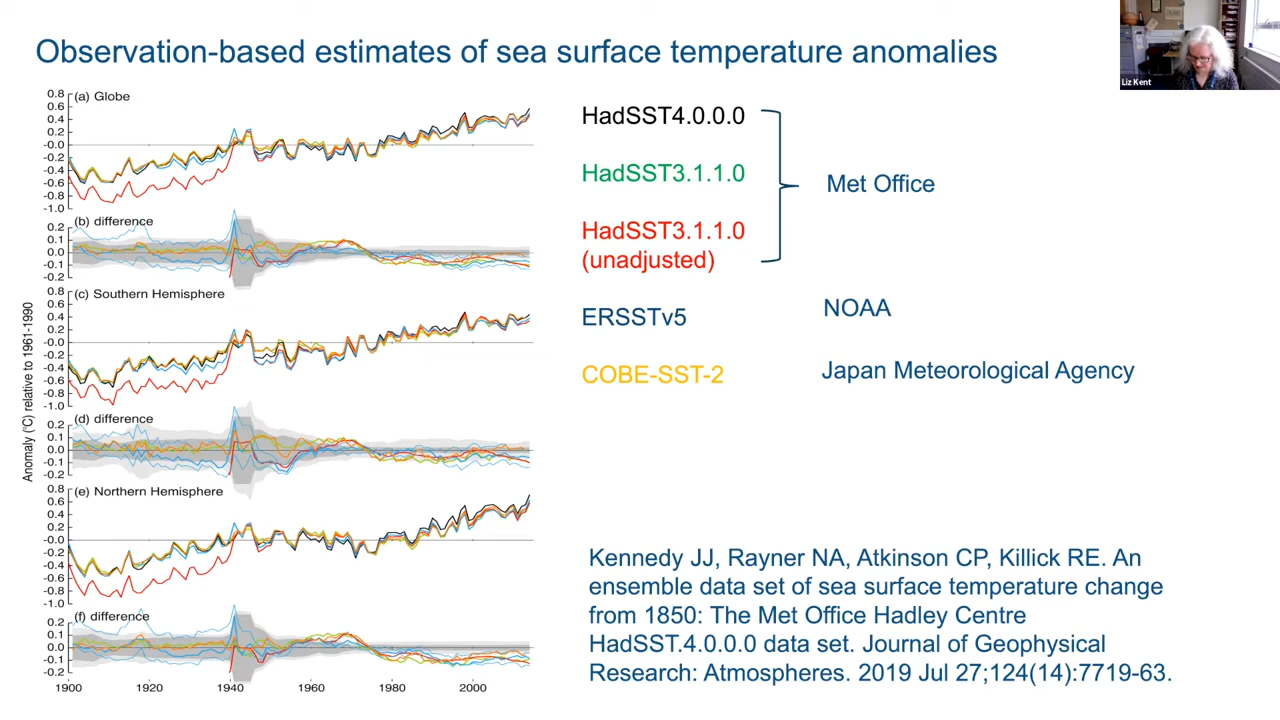 Observation-based estimates of sea surface temperature anomalies
Liz Kent
Anomaly (°C) relative to 1961-1990
(a) Globe
0.8
0.6
0.4
0.2
-0.0
-0.2
-0.4
-0.6
-0.8
-1.0
(b) difference
0.2
0.1
0.0
-0.1
-0.2
(c) Southern Hemisphere
0.8
0.6
0.4
0.2
-0.0
-0.2
-0.4
-0.6
-0.8
-1.0
(d) difference
0.2
0.1
0.0
-0.1
-0.2
(e) Northern Hemisphere
0.8
0.6
0.4
0.2
-0.0
-0.2
-0.4
-0.6
-0.8
-1.0
(f) difference
0.2
0.1
0.0
-0.1
-0.2
1900 1920 1940 1960 1980 2000
HadSST4.0.0.0
HadSST3.1.1.0
HadSST3.1.1.0
(unadjusted)
Met Office
ERSSTv5 NOAA
COBE-SST-2 Japan Meteorological Agency
Kennedy JJ, Rayner NA, Atkinson CP, Killick RE. An
ensemble data set of sea surface temperature change
from 1850: The Met Office Hadley Centre
HadSST.4.0.0.0 data set. Journal of Geophysical
Research: Atmospheres. 2019 Jul 27;124(14):7719-63.